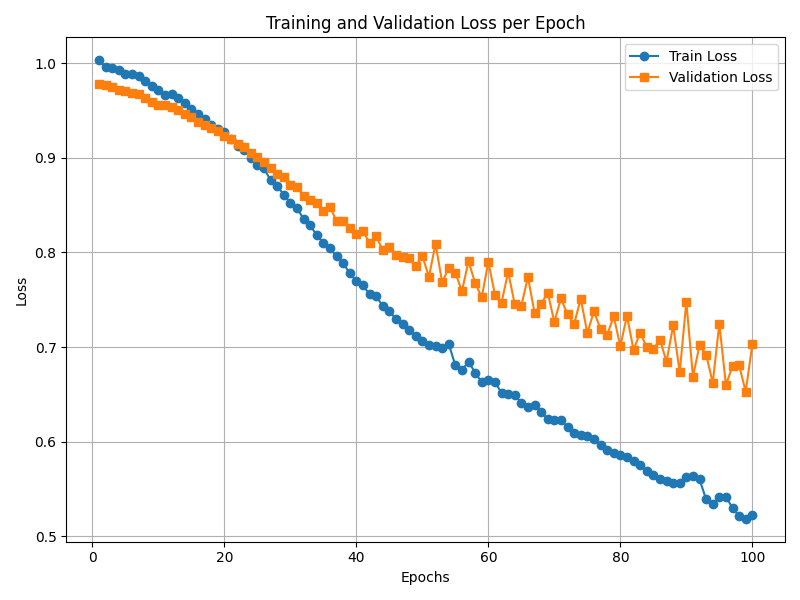 Training and Validation Loss per Epoch
Train Loss
Validation Loss
Loss
1.0
0.9
0.8
0.7
0.6
0.5
0 20 40 60 80 100
Epochs